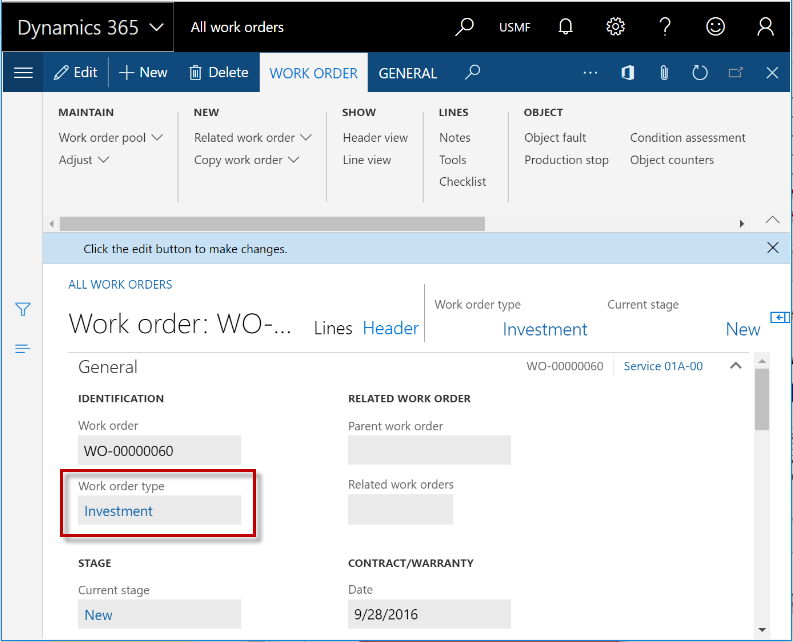 Dynamics 365 All work orders USMF
Edit New Delete WORK ORDER GENERAL
MAINTAIN NEW SHOW LINES OBJECT
Work order pool Related work order Header view Notes Object fault Condition assessment
Adjust Copy work order Line view Tools Production stop Object counters
Checklist
Click the edit button to make changes.
ALL WORK ORDERS
Work order type Current stage
Work order: WO-... Lines Header Investment New
General WO-00000060 Service 01A-00
IDENTIFICATION RELATED WORK ORDER
Work order Parent work order
WO-00000060
Work order type Related work orders
Investment
STAGE CONTRACT/WARRANTY
Current stage Date
New 9/28/2016